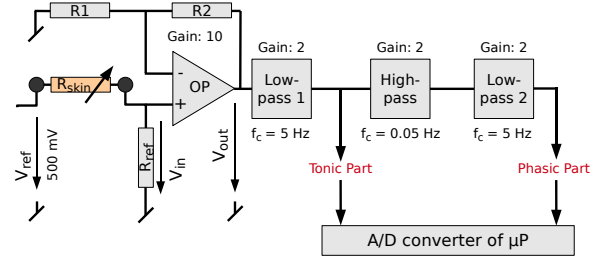 R1
R2
Gain: 10
Gain: 2
Gain: 2
Gain: 2
Rskin
-
+
OP
Low-
pass 1
High-
pass
Low-
pass 2
fc = 5 Hz
fc = 0.05 Hz
fc = 5 Hz
Vref
500 mV
Rref
Vin
Vout
Tonic Part
Phasic Part
A/D converter of µP